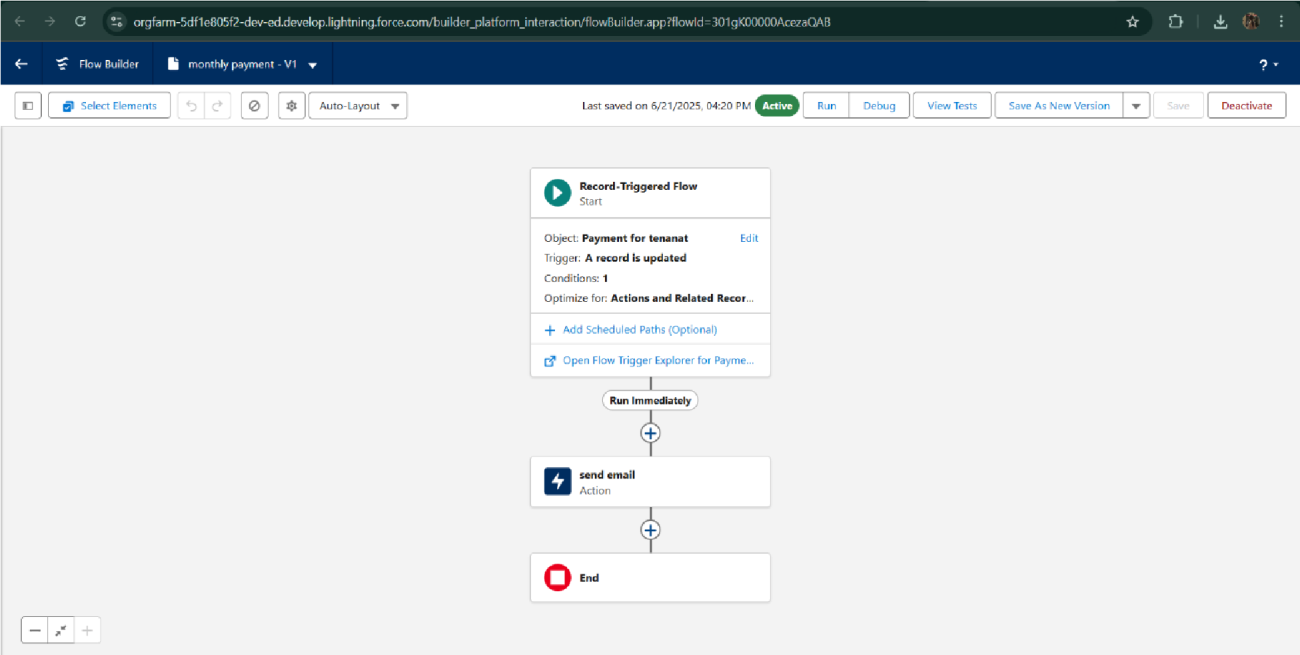 orgfarm-5df1e805f2-dev-ed.develop.lightning.force.com/builder_platform_interaction/flowBuilder.app?flowId=301gK00000AcezaQAB
Flow Builder
monthly payment - V1
?
Select Elements
Auto-Layout
Last saved on 6/21/2025, 04:20 PM
Active
Run
Debug
View Tests
Save As New Version
Save
Deactivate
Record-Triggered Flow
Start
Object: Payment for tenanat
Edit
Trigger: A record is updated
Conditions: 1
Optimize for: Actions and Related Recor...
Add Scheduled Paths (Optional)
Open Flow Trigger Explorer for Payme...
Run Immediately
send email
Action
End